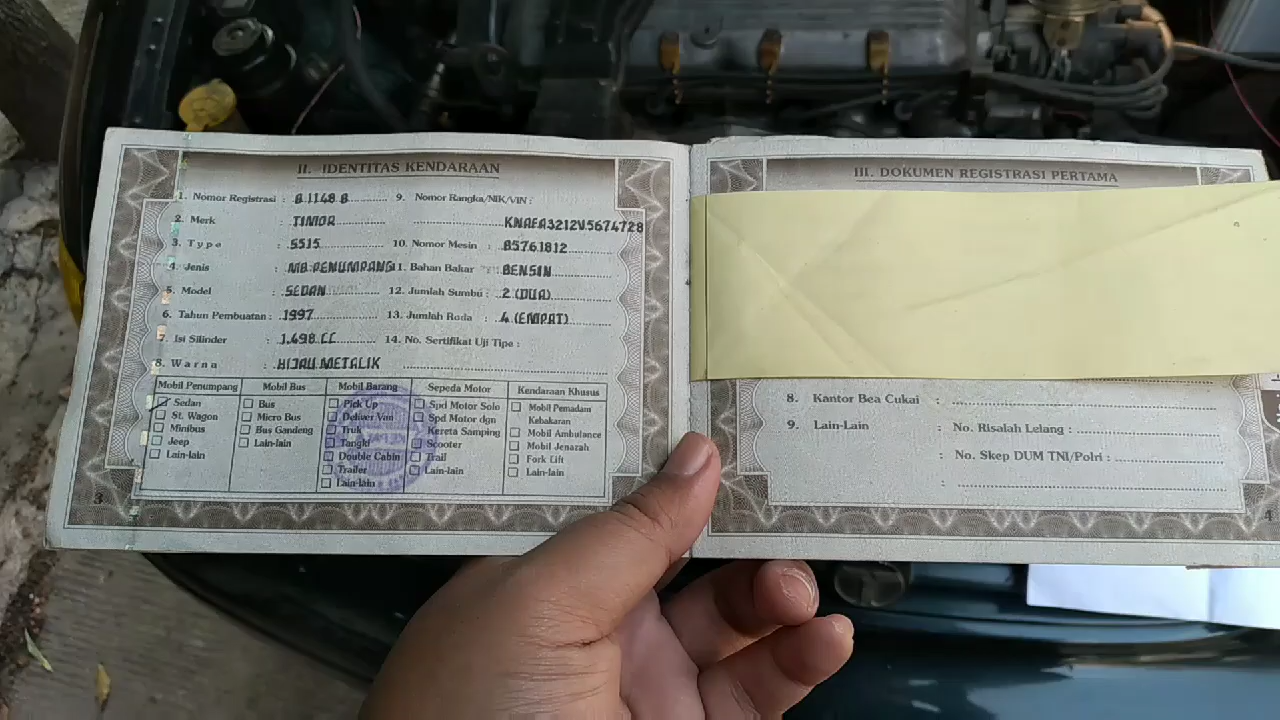 II. IDENTITAS KENDARAAN
1. Nomor Registrasi : B 1148 B
2. Merk : TIMOR
3. Type : S515
4. Jenis : MB.PENUMPANG
5. Model : SEDAN
6. Tahun Pembuatan : 1997
7. Isi Silinder : 1.498 CC
8. Warna : HIJAU METALIK
9. Nomor Rangka/NIK/VIN :
KNAFA3212V5674728
10. Nomor Mesin : B5761812
11. Bahan Bakar : BENSIN
12. Jumlah Sumbu : 2 (DUA)
13. Jumlah Roda : 4 (EMPAT)
14. No. Sertifikat Uji Tipe :
Mobil Penumpang
Sedan
St. Wagon
Minibus
Jeep
Lain-lain
Mobil Bus
Bus
Micro Bus
Bus Gandeng
Lain-lain
Mobil Barang
Pick Up
Deliver Van
Truk
Tangki
Double Cabin
Trailer
Lain-lain
Sepeda Motor
Spd Motor Solo
Spd Motor dgn
Kereta Samping
Scooter
Trail
Lain-lain
Kendaraan Khusus
Mobil Pemadam
Kebakaran
Mobil Ambulance
Mobil Jenazah
Fork Lift
Lain-lain
3
III. DOKUMEN REGISTRASI PERTAMA
8. Kantor Bea Cukai :
9. Lain-Lain : No. Risalah Lelang :
: No. Skep DUM TNI/Polri :
:
4